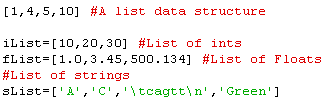 [1,4,5,10] #A list data structure
iList=[10,20,30] #List of ints
fList=[1.0,3.45,500.134] #List of Floats
#List of strings
sList=['A','C','\tcagtt\n','Green']